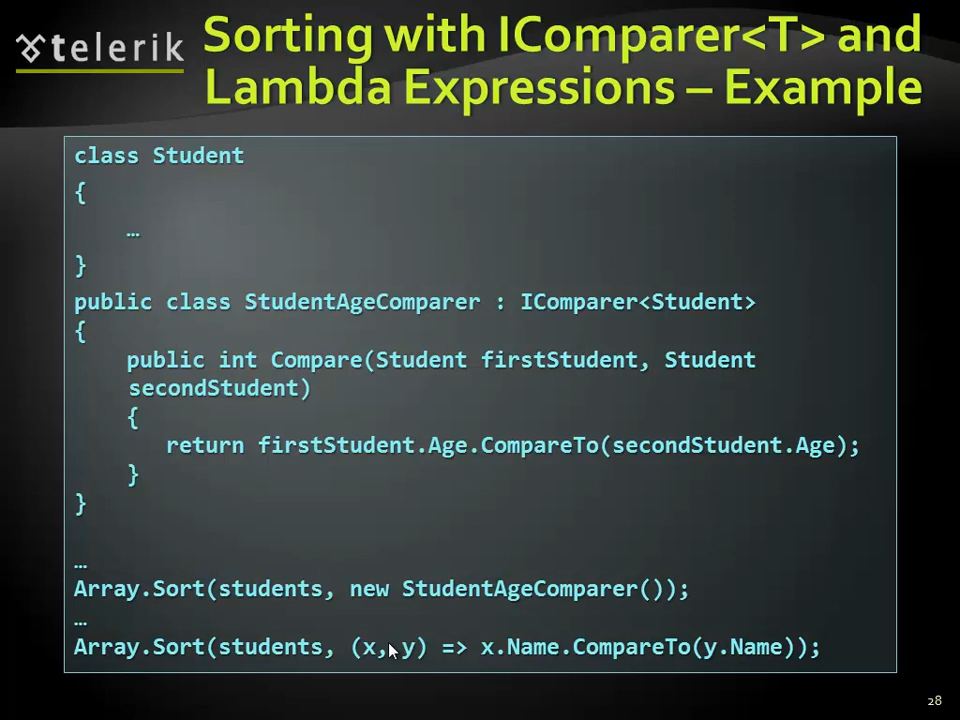 telerik
Sorting with IComparer<T> and
Lambda Expressions – Example
class Student
{
…
}
public class StudentAgeComparer : IComparer<Student>
{
public int Compare(Student firstStudent, Student
secondStudent)
{
return firstStudent.Age.CompareTo(secondStudent.Age);
}
}
…
Array.Sort(students, new StudentAgeComparer());
…
Array.Sort(students, (x, y) => x.Name.CompareTo(y.Name));
28